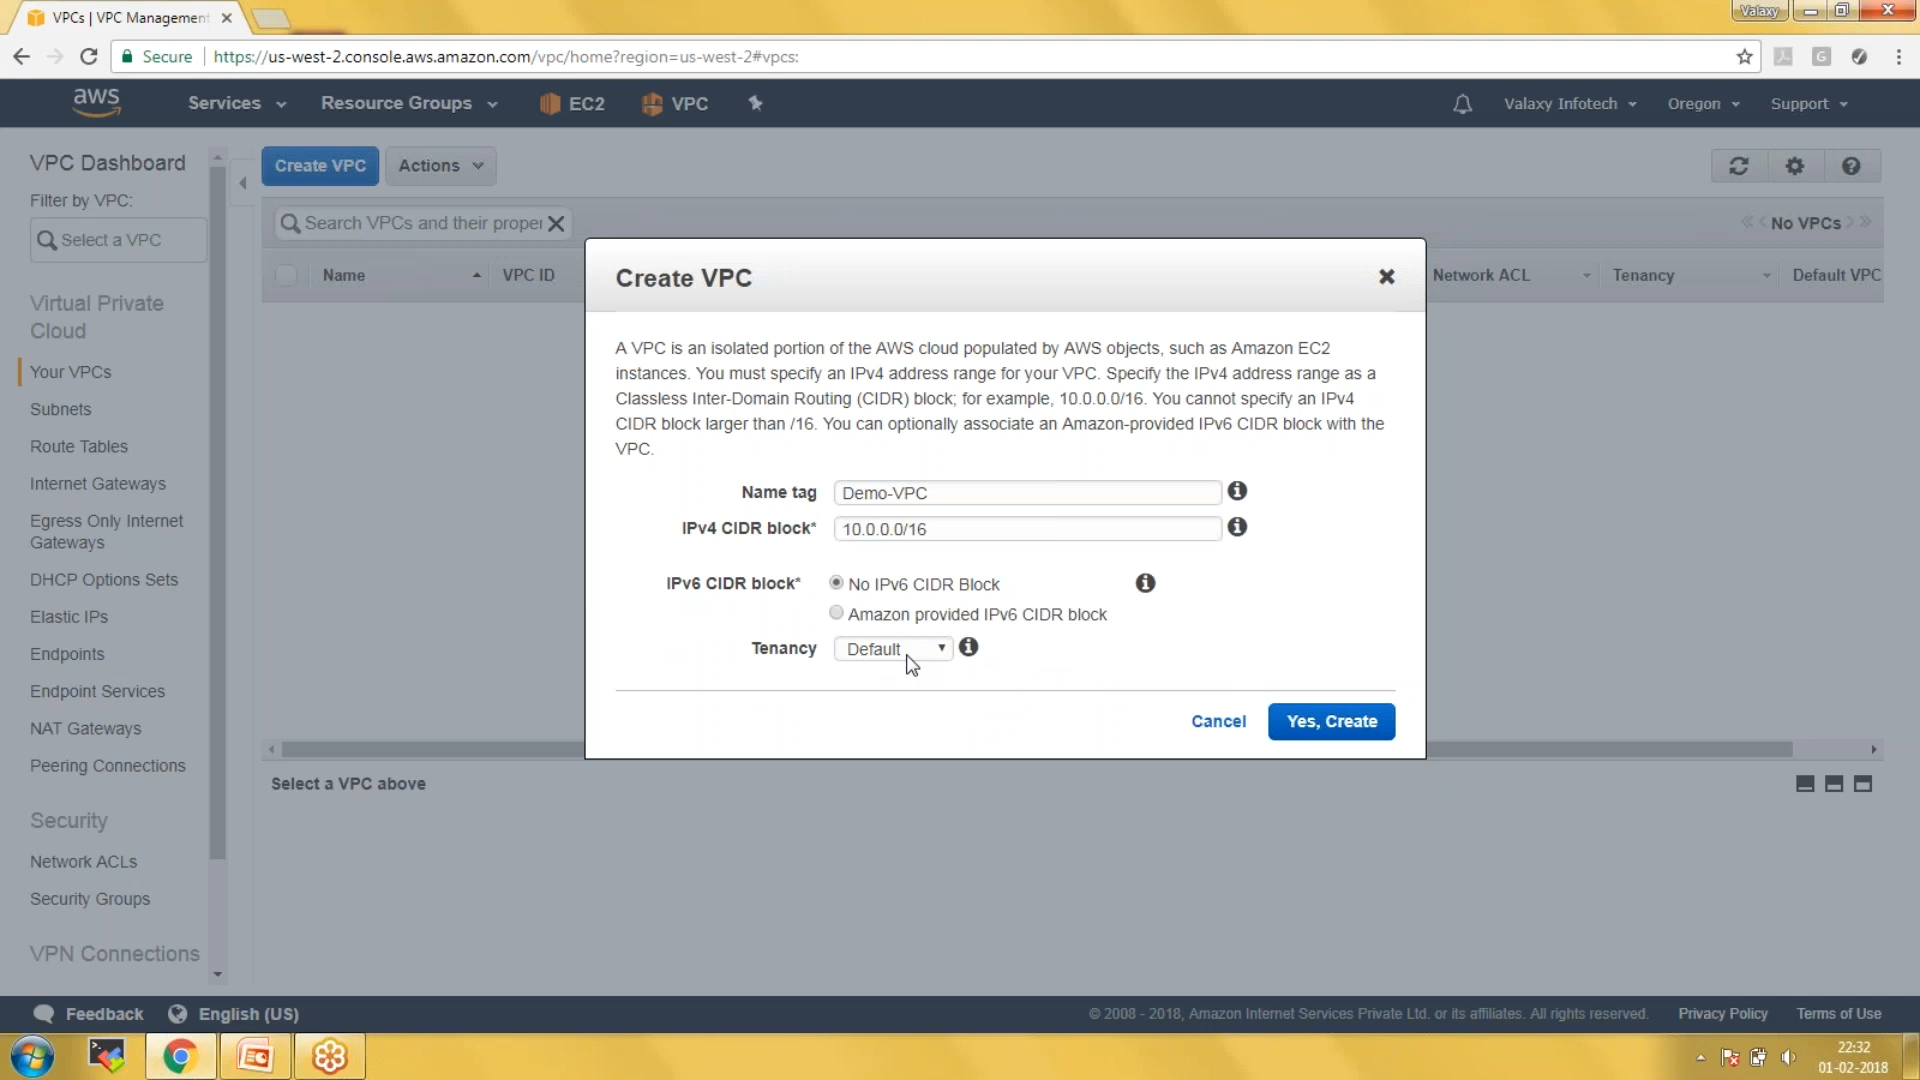 VPCs | VPC Management
Valaxy
Secure
https://us-west-2.console.aws.amazon.com/vpc/home?region=us-west-2#vpcs:
aws
Services
Resource Groups
EC2
VPC
Valaxy Infotech
Oregon
Support
VPC Dashboard
Filter by VPC:
Select a VPC
Create VPC
Actions
Search VPCs and their proper
No VPCs
Name
VPC ID
Network ACL
Tenancy
Default VPC
Virtual Private
Cloud
Your VPCs
Subnets
Route Tables
Internet Gateways
Egress Only Internet
Gateways
DHCP Options Sets
Elastic IPs
Endpoints
Endpoint Services
NAT Gateways
Peering Connections
Security
Network ACLs
Security Groups
VPN Connections
Create VPC
A VPC is an isolated portion of the AWS cloud populated by AWS objects, such as Amazon EC2
instances. You must specify an IPv4 address range for your VPC. Specify the IPv4 address range as a
Classless Inter-Domain Routing (CIDR) block; for example, 10.0.0.0/16. You cannot specify an IPv4
CIDR block larger than /16. You can optionally associate an Amazon-provided IPv6 CIDR block with the
VPC.
Name tag
Demo-VPC
IPv4 CIDR block*
10.0.0.0/16
IPv6 CIDR block*
No IPv6 CIDR Block
Amazon provided IPv6 CIDR block
Tenancy
Default
Cancel
Yes, Create
Select a VPC above
Feedback
English (US)
© 2008 - 2018, Amazon Internet Services Private Ltd. or its affiliates. All rights reserved.
Privacy Policy
Terms of Use
22:32
01-02-2018